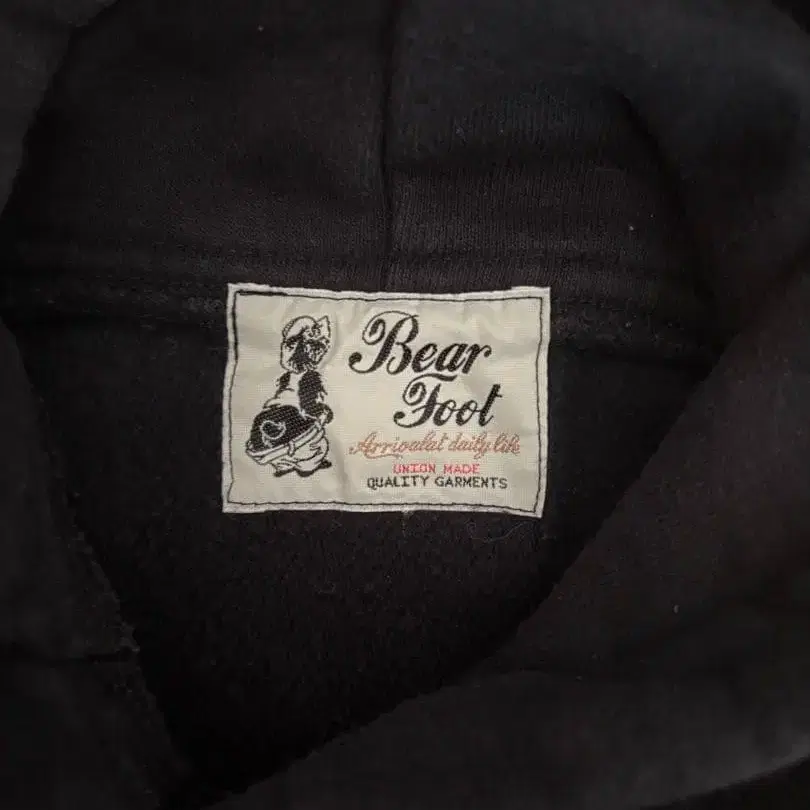 Bear
Foot
Arrivalat daily life
UNION MADE
QUALITY GARMENTS